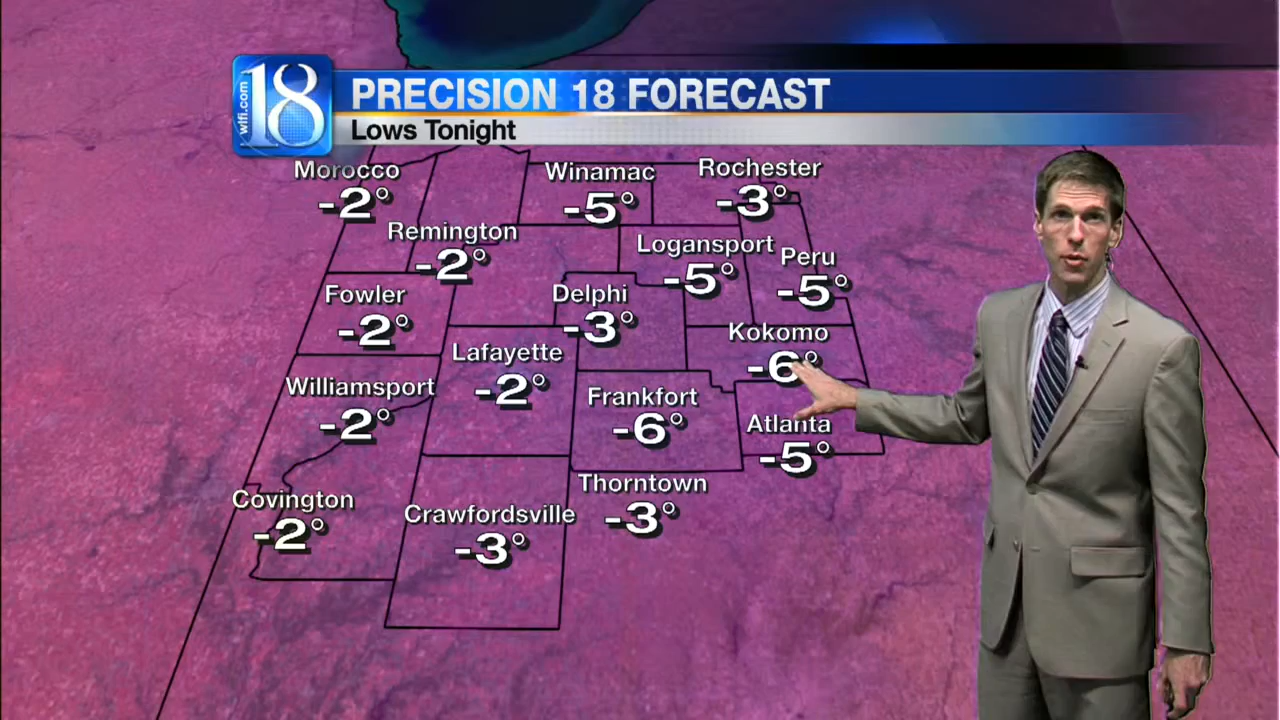 wlfi.com
18
PRECISION 18 FORECAST
Lows Tonight
Morocco
-2°
Winamac
-5°
Rochester
-3°
Remington
-2°
Logansport
-5°
Peru
-5°
Fowler
-2°
Delphi
-3°
Kokomo
-6°
Lafayette
-2°
Williamsport
-2°
Frankfort
-6°
Atlanta
-5°
Covington
-2°
Crawfordsville
-3°
Thorntown
-3°